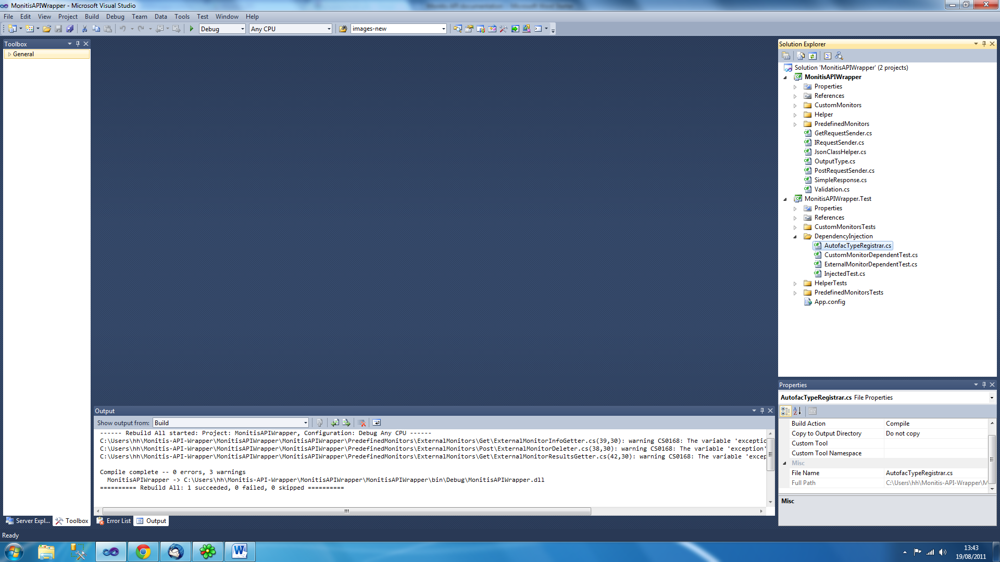 MonitisAPIWrapper - Microsoft Visual Studio
File Edit View Project Build Debug Team Data Tools Test Window Help
Debug Any CPU images-new
Toolbox
General
Server Expl... Toolbox
Output
Show output from: Build
------ Rebuild All started: Project: MonitisAPIWrapper, Configuration: Debug Any CPU ------
C:\Users\hh\Monitis-API-Wrapper\MonitisAPIWrapper\MonitisAPIWrapper\PredefinedMonitors\ExternalMonitors\Get\ExternalMonitorInfoGetter.cs(39,30): warning CS0168: The variable 'exceptic
C:\Users\hh\Monitis-API-Wrapper\MonitisAPIWrapper\MonitisAPIWrapper\PredefinedMonitors\ExternalMonitors\Post\ExternalMonitorDeleter.cs(38,30): warning CS0168: The variable 'exception'
C:\Users\hh\Monitis-API-Wrapper\MonitisAPIWrapper\MonitisAPIWrapper\PredefinedMonitors\ExternalMonitors\Get\ExternalMonitorResultsGetter.cs(42,30): warning CS0168: The variable 'excep
Compile complete -- 0 errors, 3 warnings
MonitisAPIWrapper -> C:\Users\hh\Monitis-API-Wrapper\MonitisAPIWrapper\MonitisAPIWrapper\bin\Debug\MonitisAPIWrapper.dll
========== Rebuild All: 1 succeeded, 0 failed, 0 skipped ==========
Error List Output
Solution Explorer
Solution 'MonitisAPIWrapper' (2 projects)
MonitisAPIWrapper
Properties
References
CustomMonitors
Helper
PredefinedMonitors
GetRequestSender.cs
IRequestSender.cs
JsonClassHelper.cs
OutputType.cs
PostRequestSender.cs
SimpleResponse.cs
Validation.cs
MonitisAPIWrapper.Test
Properties
References
CustomMonitorsTests
DependencyInjection
AutofacTypeRegistrar.cs
CustomMonitorDependentTest.cs
ExternalMonitorDependentTest.cs
InjectedTest.cs
HelperTests
PredefinedMonitorsTests
App.config
Properties
AutofacTypeRegistrar.cs File Properties
Build Action Compile
Copy to Output Directory Do not copy
Custom Tool
Custom Tool Namespace
Misc
File Name AutofacTypeRegistrar.cs
Full Path C:\Users\hh\Monitis-API-Wrapper\M
Misc
Ready
13:43
19/08/2011